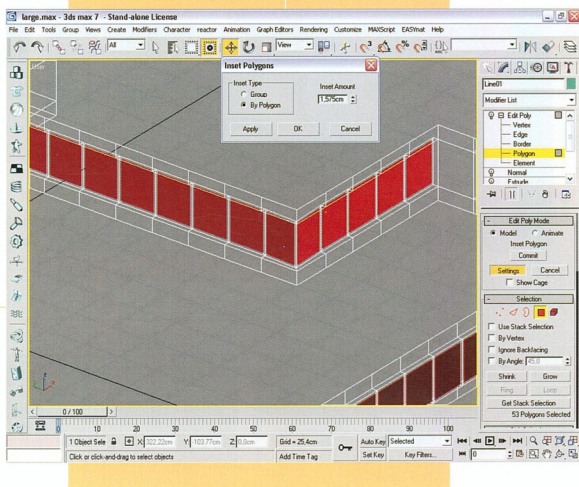 large.max - 3ds max 7 - Stand-alone License
File Edit Tools Group Views Create Modifiers Character reactor Animation Graph Editors Rendering Customize MAXScript EASYnat Help
All
View
User
Inset Polygons
Inset Type
Group
By Polygon
Inset Amount
1,575cm
Apply OK Cancel
Line01
Modifier List
Edit Poly
Vertex
Edge
Border
Polygon
Element
Normal
Extrude
Edit Poly Mode
Model Animate
Inset Polygon
Commit
Settings Cancel
Show Cage
Selection
Use Stack Selection
By Vertex
Ignore Backfacing
By Angle: 45,0
Shrink Grow
Ring Loop
Get Stack Selection
53 Polygons Selected
0 / 100
0 10 20 30 40 50 60 70 80 90 100
1 Object Sele X: 322,22cm Y: -103,77cm Z: 0,0cm Grid = 25,4cm Auto Key Selected
Click or click-and-drag to select objects Add Time Tag Set Key Key Filters... 0